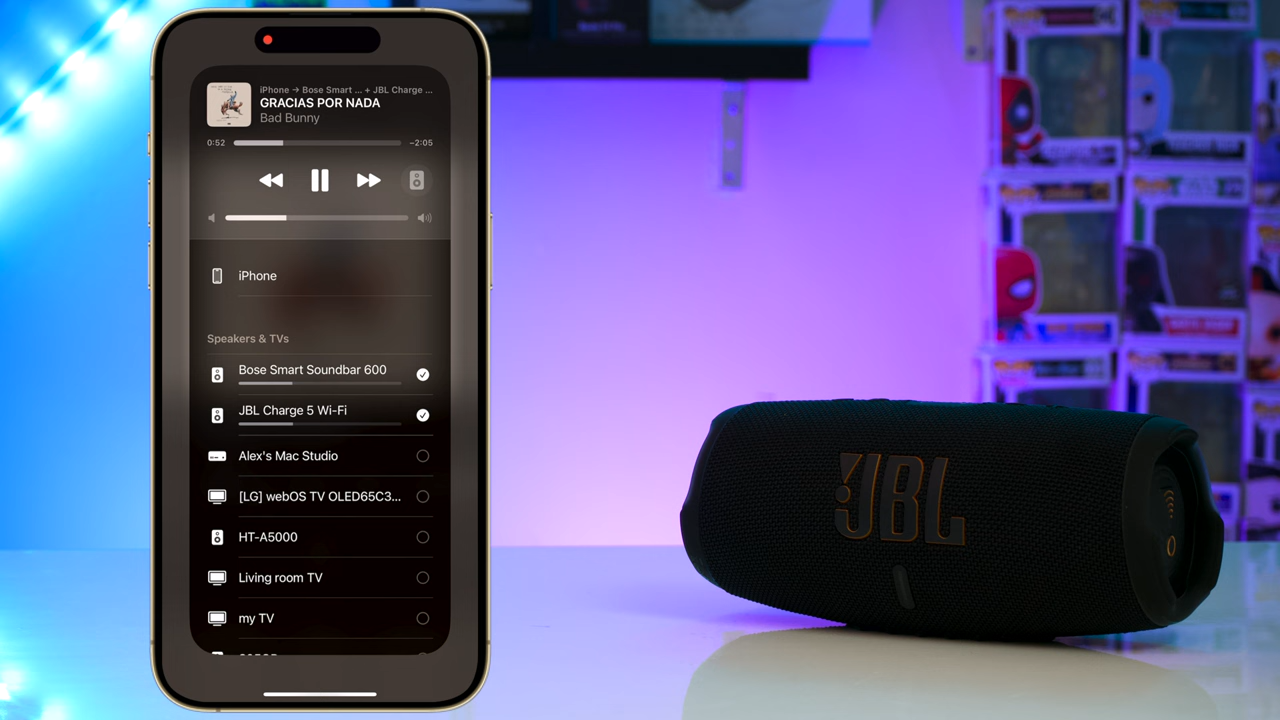 iPhone → Bose Smart ... + JBL Charge ...
GRACIAS POR NADA
Bad Bunny
0:52
−2:05
iPhone
Speakers & TVs
Bose Smart Soundbar 600
JBL Charge 5 Wi-Fi
Alex's Mac Studio
[LG] webOS TV OLED65C3...
HT-A5000
Living room TV
my TV
!JBL